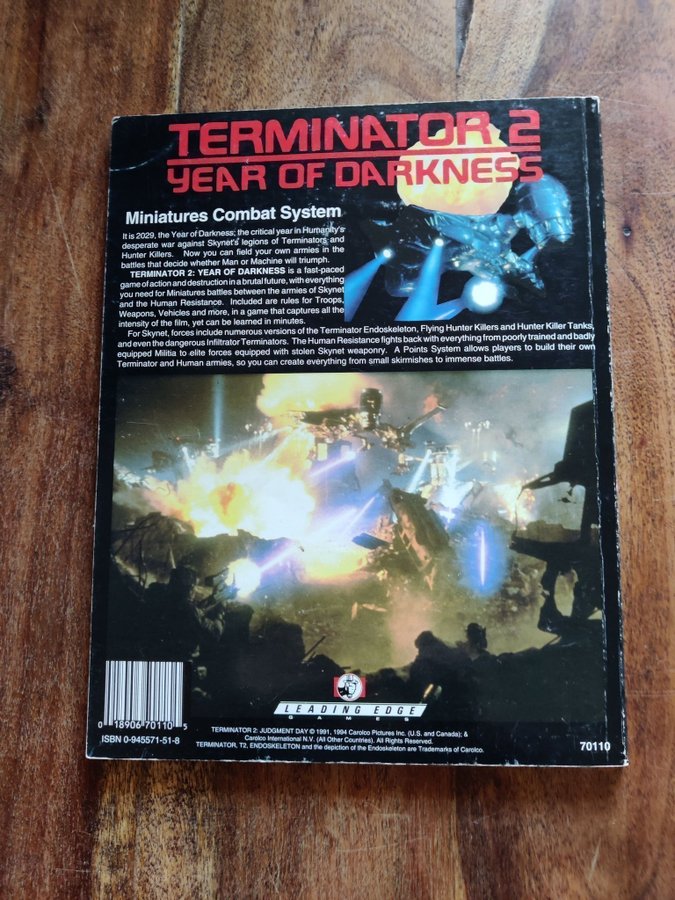 TERMINATOR 2
YEAR OF DARKNESS
Miniatures Combat System
It is 2029, the Year of Darkness; the critical year in Humanity's
desperate war against Skynet's legions of Terminators and
Hunter Killers. Now you can field your own armies in the
battles that decide whether Man or Machine will triumph.
TERMINATOR 2: YEAR OF DARKNESS is a fast-paced
game of action and destruction in a brutal future, with everything
you need for Miniatures battles between the armies of Skynet
and the Human Resistance. Included are rules for Troops,
Weapons, Vehicles and more, in a game that captures all the
intensity of the film, yet can be learned in minutes.
For Skynet, forces include numerous versions of the Terminator Endoskeleton, Flying Hunter Killers and Hunter Killer Tanks,
and even the dangerous Infiltrator Terminators. The Human Resistance fights back with everything from poorly trained and badly
equipped Militia to elite forces equipped with stolen Skynet weaponry. A Points System allows players to build their own
Terminator and Human armies, so you can create everything from small skirmishes to immense battles.
LEADING EDGE
GAMES
0 18906 70110 5
ISBN 0-945571-51-8
TERMINATOR 2: JUDGMENT DAY © 1991, 1994 Carolco Pictures Inc. (U.S. and Canada); &
Carolco International N.V. (All Other Countries). All Rights Reserved.
TERMINATOR, T2, ENDOSKELETON and the depiction of the Endoskeleton are Trademarks of Carolco.
70110